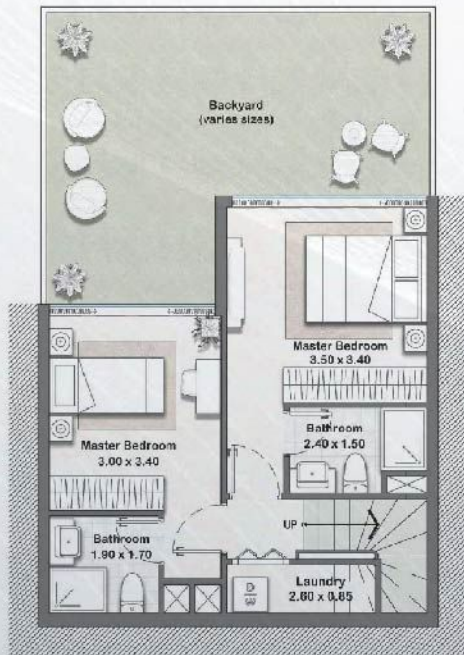 Backyard
(varies sizes)
Master Bedroom
3.50 x 3.40
Master Bedroom
3.00 x 3.40
Bathroom
2.40 x 1.50
UP
Bathroom
1.90 x 1.70
D
W
Laundry
2.60 x 0.85